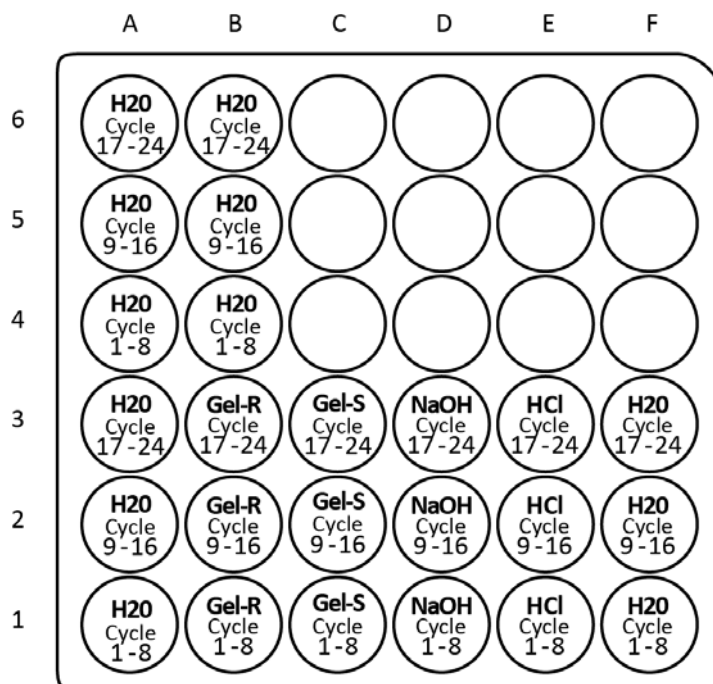 A B C D E F
6
H20 H20
Cycle Cycle
17-24 17-24
5
H20 H20
Cycle Cycle
9-16 9-16
4
H20 H20
Cycle Cycle
1-8 1-8
3
H20 Gel-R Gel-S NaOH HCl H20
Cycle Cycle Cycle Cycle Cycle Cycle
17-24 17-24 17-24 17-24 17-24 17-24
2
H20 Gel-R Gel-S NaOH HCl H20
Cycle Cycle Cycle Cycle Cycle Cycle
9-16 9-16 9-16 9-16 9-16 9-16
1
H20 Gel-R Gel-S NaOH HCl H20
Cycle Cycle Cycle Cycle Cycle Cycle
1-8 1-8 1-8 1-8 1-8 1-8